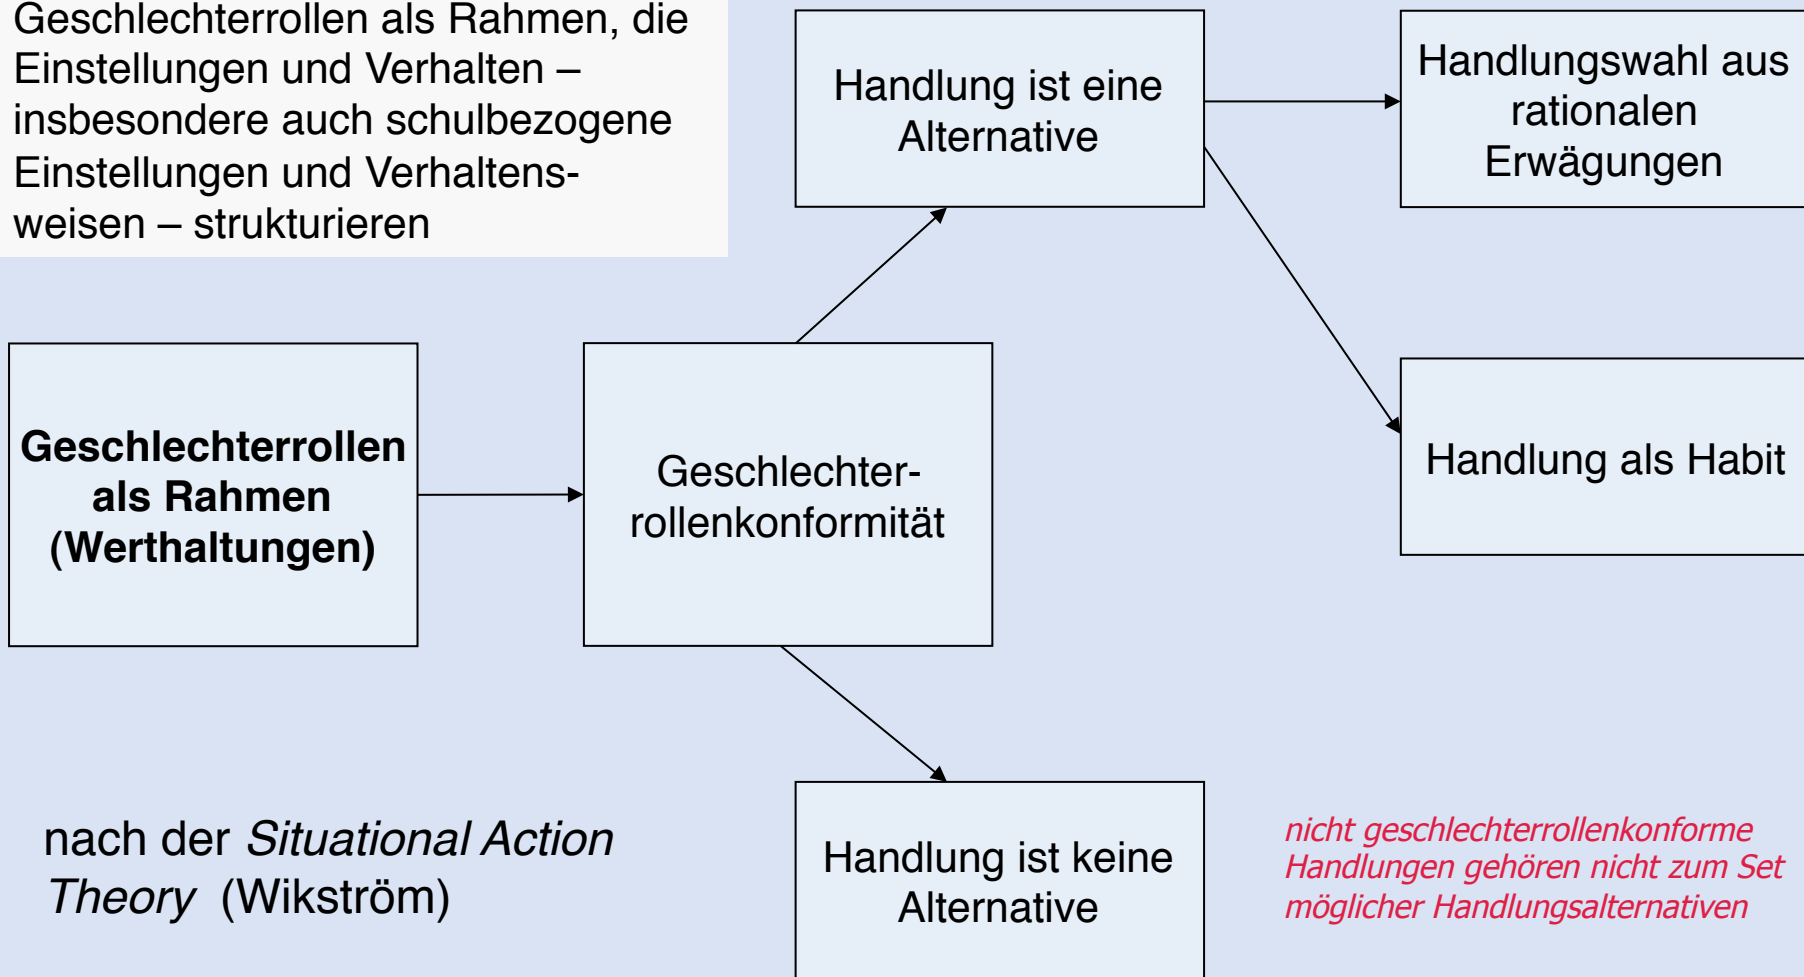 Geschlechterrollen als Rahmen, die
Einstellungen und Verhalten –
insbesondere auch schulbezogene
Einstellungen und Verhaltens-
weisen – strukturieren
Handlung ist eine
Alternative
Handlungswahl aus
rationalen
Erwägungen
Geschlechterrollen
als Rahmen
(Werthaltungen)
Geschlechter-
rollenkonformität
Handlung als Habit
nach der Situational Action
Theory (Wikström)
Handlung ist keine
Alternative
nicht geschlechterrollenkonforme
Handlungen gehören nicht zum Set
möglicher Handlungsalternativen